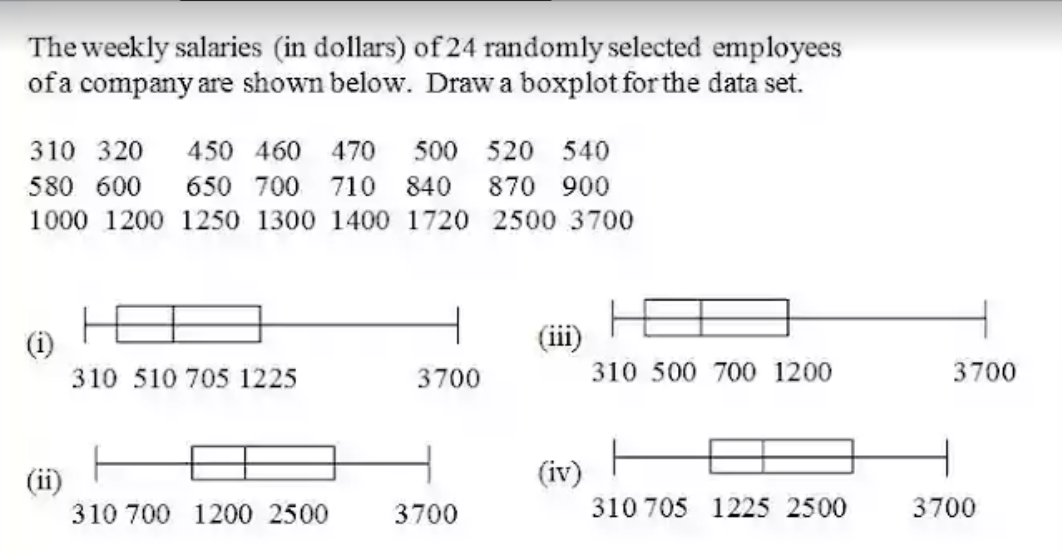 The weekly salaries (in dollars) of 24 randomly selected employees
of a company are shown below. Draw a boxplot for the data set.
310 320 450 460 470 500 520 540
580 600 650 700 710 840 870 900
1000 1200 1250 1300 1400 1720 2500 3700
(i)
310 510 705 1225 3700
(iii)
310 500 700 1200 3700
(ii)
310 700 1200 2500 3700
(iv)
310 705 1225 2500 3700